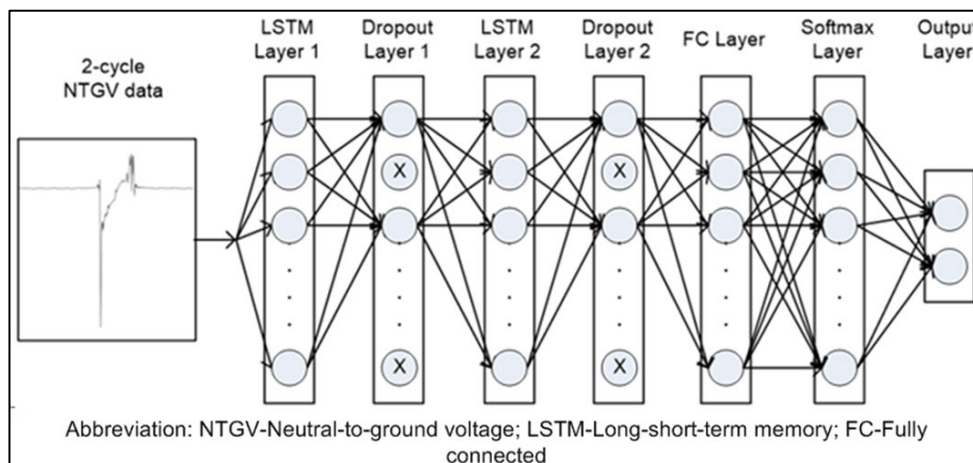 2-cycle
NTGV data
LSTM
Layer 1
Dropout
Layer 1
LSTM
Layer 2
Dropout
Layer 2
FC Layer
Softmax
Layer
Output
Layer
X
X
X
X
Abbreviation: NTGV-Neutral-to-ground voltage; LSTM-Long-short-term memory; FC-Fully
connected